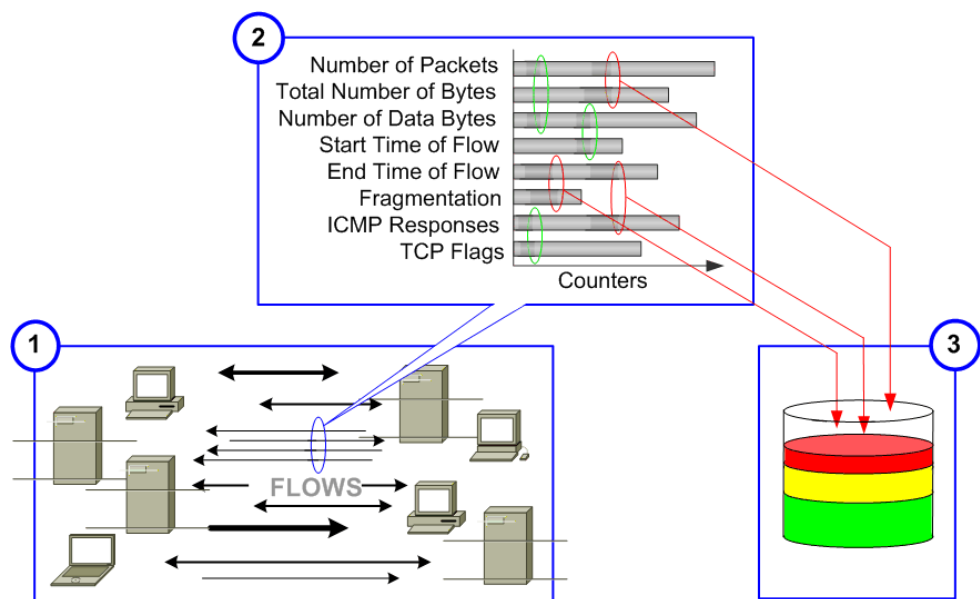 2
Number of Packets
Total Number of Bytes
Number of Data Bytes
Start Time of Flow
End Time of Flow
Fragmentation
ICMP Responses
TCP Flags
Counters
1
3
FLOWS